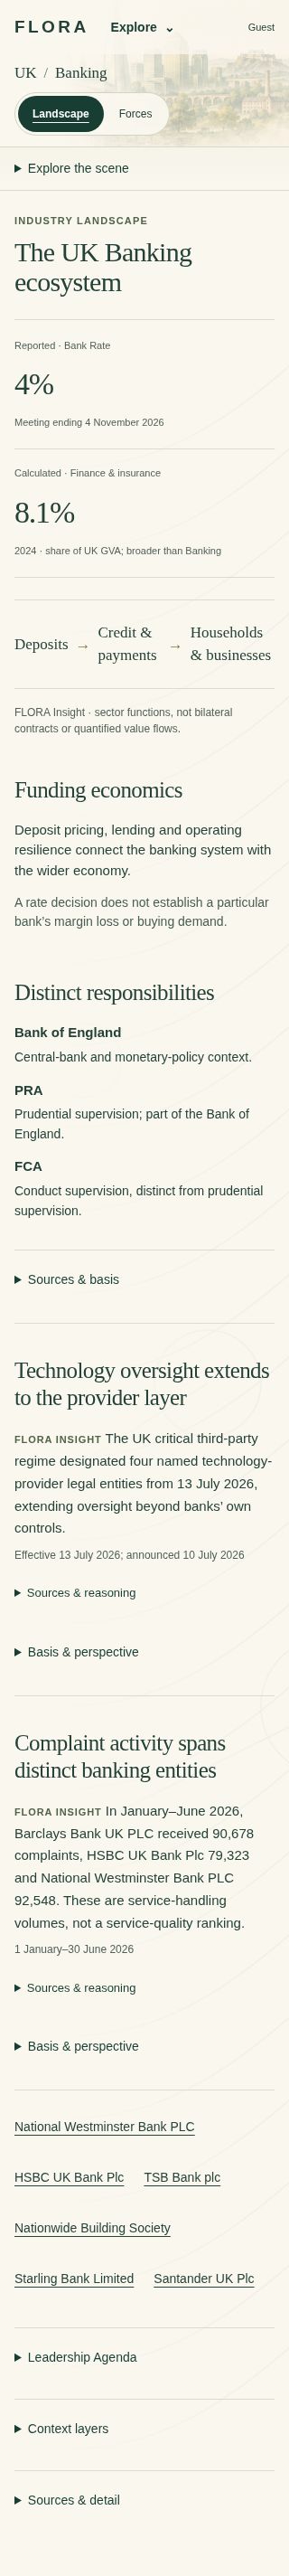 FLORA Explore ⌄ Guest
UK / Banking
Landscape Forces
▶ Explore the scene
INDUSTRY LANDSCAPE
The UK Banking
ecosystem
Reported · Bank Rate
4%
Meeting ending 4 November 2026
Calculated · Finance & insurance
8.1%
2024 · share of UK GVA; broader than Banking
Deposits → Credit & payments → Households & businesses
FLORA Insight · sector functions, not bilateral
contracts or quantified value flows.
Funding economics
Deposit pricing, lending and operating
resilience connect the banking system with
the wider economy.
A rate decision does not establish a particular
bank’s margin loss or buying demand.
Distinct responsibilities
Bank of England
Central-bank and monetary-policy context.
PRA
Prudential supervision; part of the Bank of
England.
FCA
Conduct supervision, distinct from prudential
supervision.
▶ Sources & basis
Technology oversight extends
to the provider layer
FLORA INSIGHT The UK critical third-party
regime designated four named technology-
provider legal entities from 13 July 2026,
extending oversight beyond banks’ own
controls.
Effective 13 July 2026; announced 10 July 2026
▶ Sources & reasoning
▶ Basis & perspective
Complaint activity spans
distinct banking entities
FLORA INSIGHT In January–June 2026,
Barclays Bank UK PLC received 90,678
complaints, HSBC UK Bank Plc 79,323
and National Westminster Bank PLC
92,548. These are service-handling
volumes, not a service-quality ranking.
1 January–30 June 2026
▶ Sources & reasoning
▶ Basis & perspective
National Westminster Bank PLC
HSBC UK Bank Plc TSB Bank plc
Nationwide Building Society
Starling Bank Limited Santander UK Plc
▶ Leadership Agenda
▶ Context layers
▶ Sources & detail